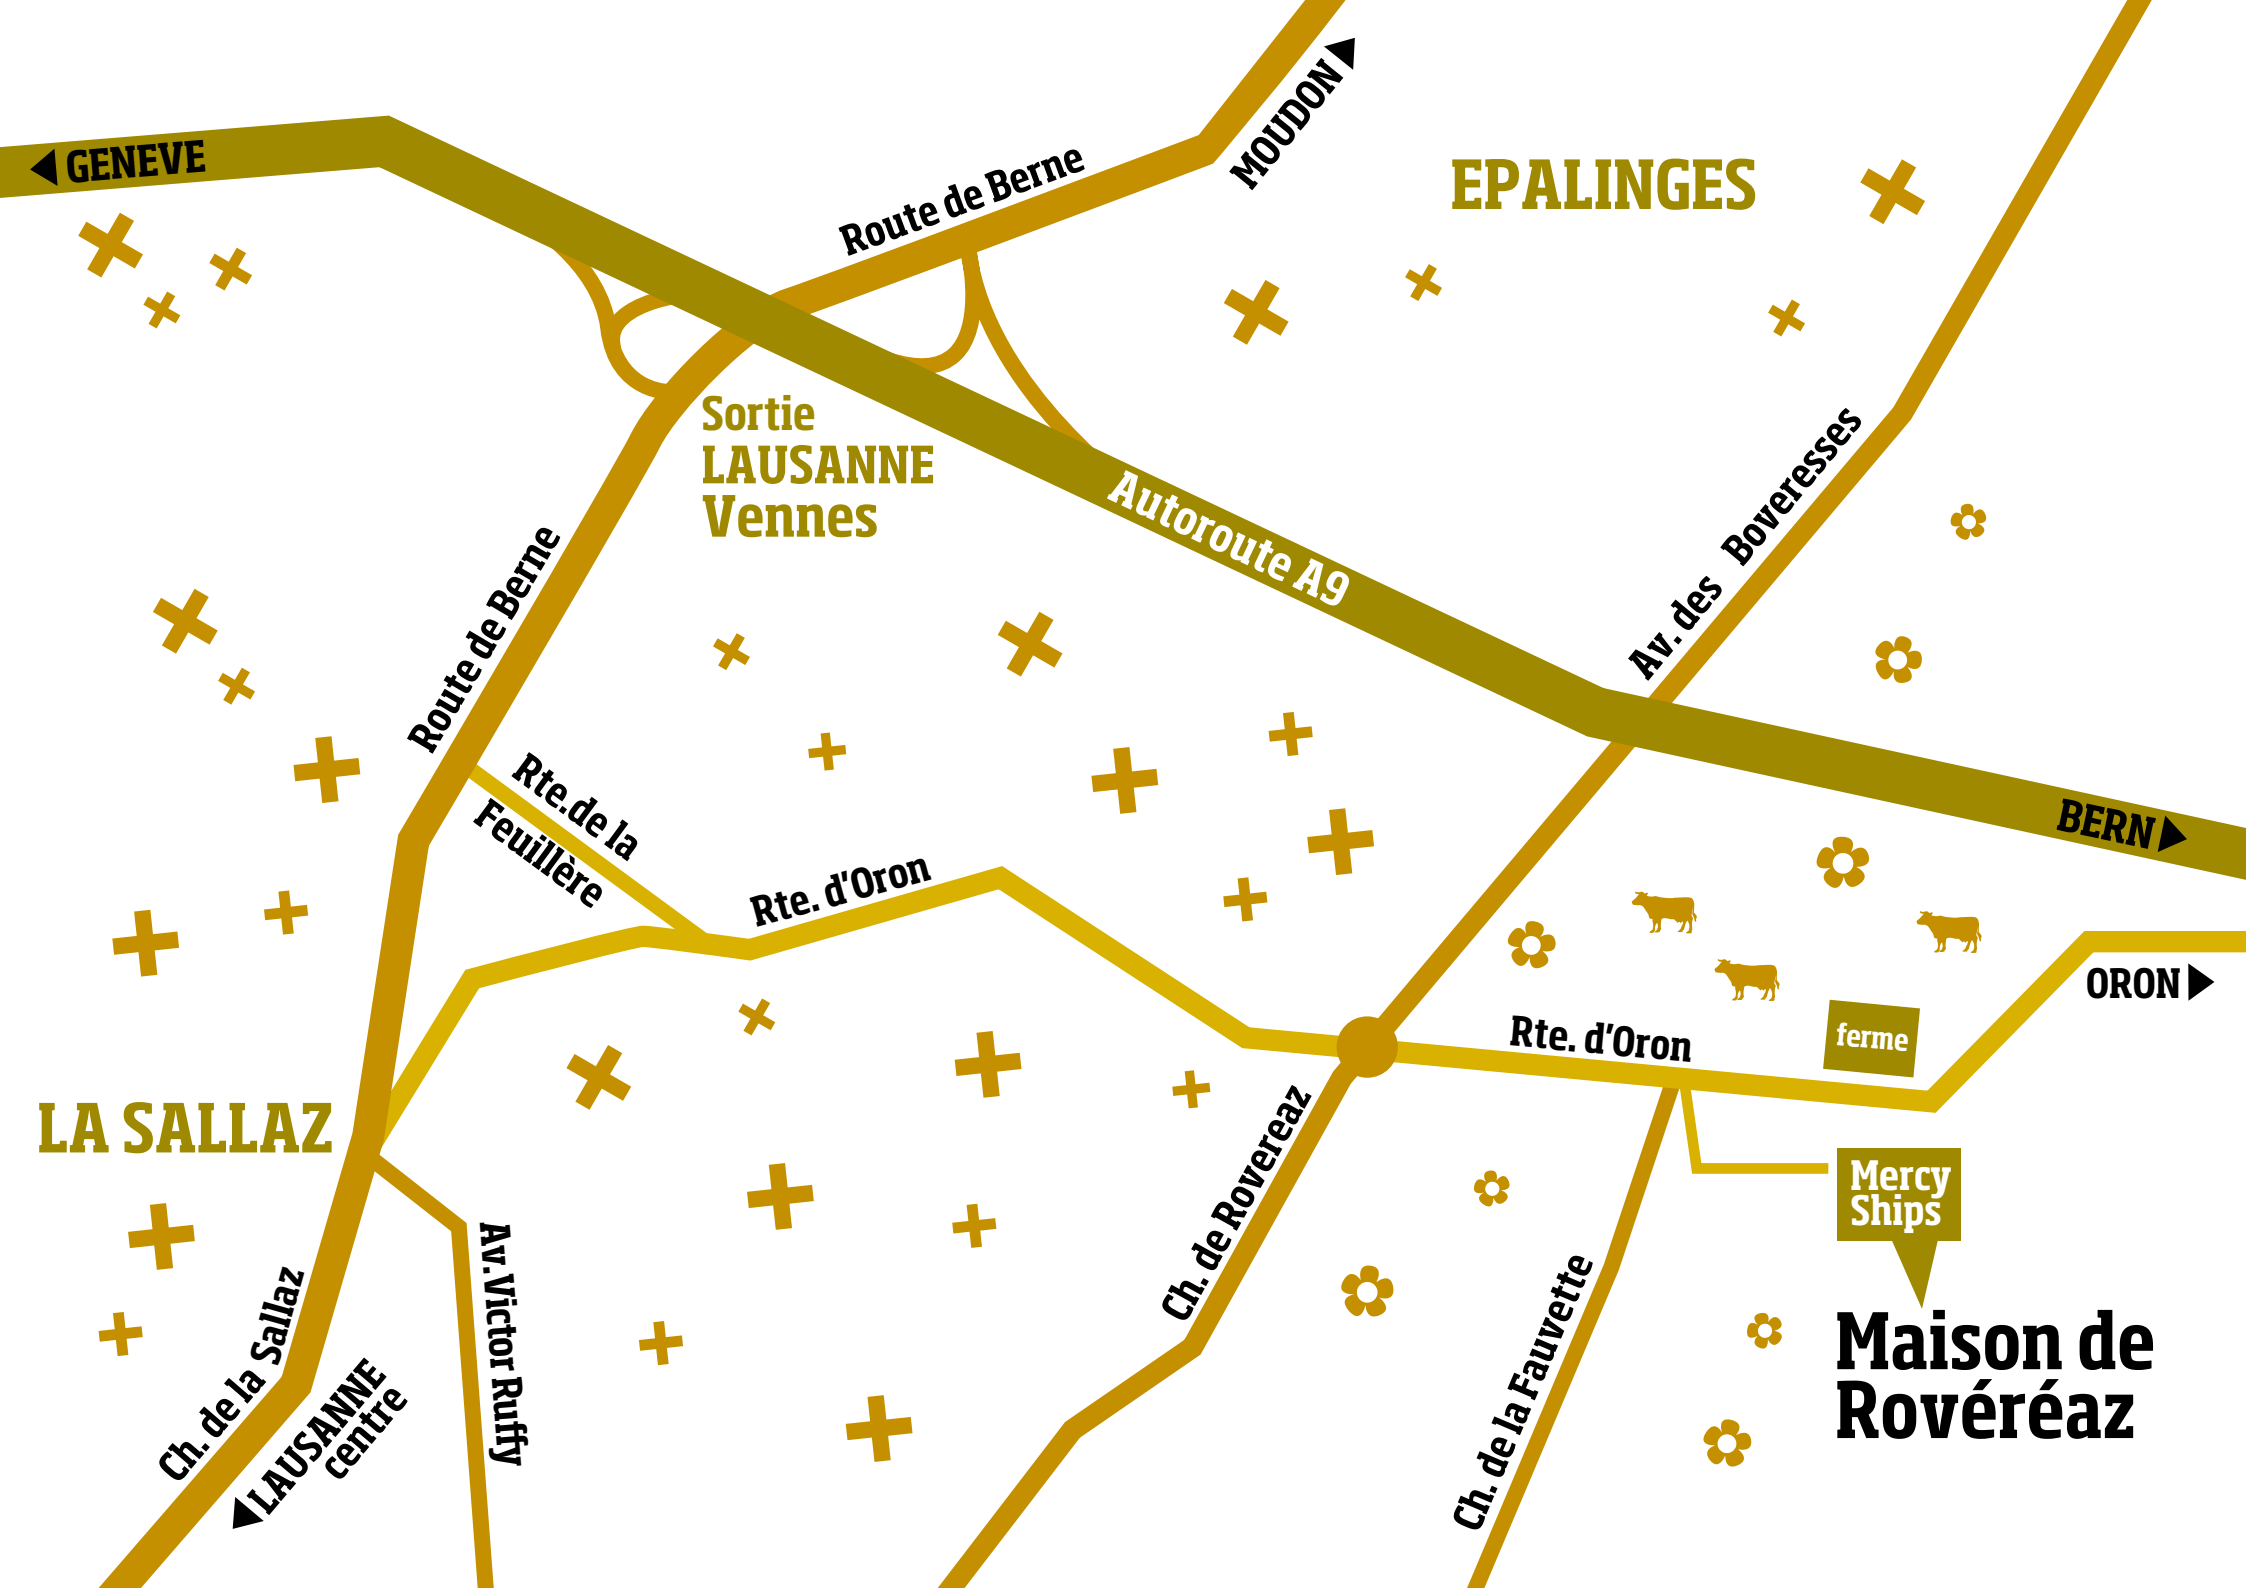 MOUDON
GENEVE
Route de Berne
EPALINGES
Sortie
LAUSANNE
Vennes
Autoroute A9
Av. des Boveresses
Route de Berne
Rte.de la
Feuillère
Rte. d'Oron
BERN
ORON
Rte. d'Oron
ferme
LA SALLAZ
Mercy
Ships
Ch. de Rovereaz
Av.Victor Ruffy
Ch. de la Sallaz
LAUSANNE
centre
Ch. de la Fauvette
Maison de
Rovéréaz